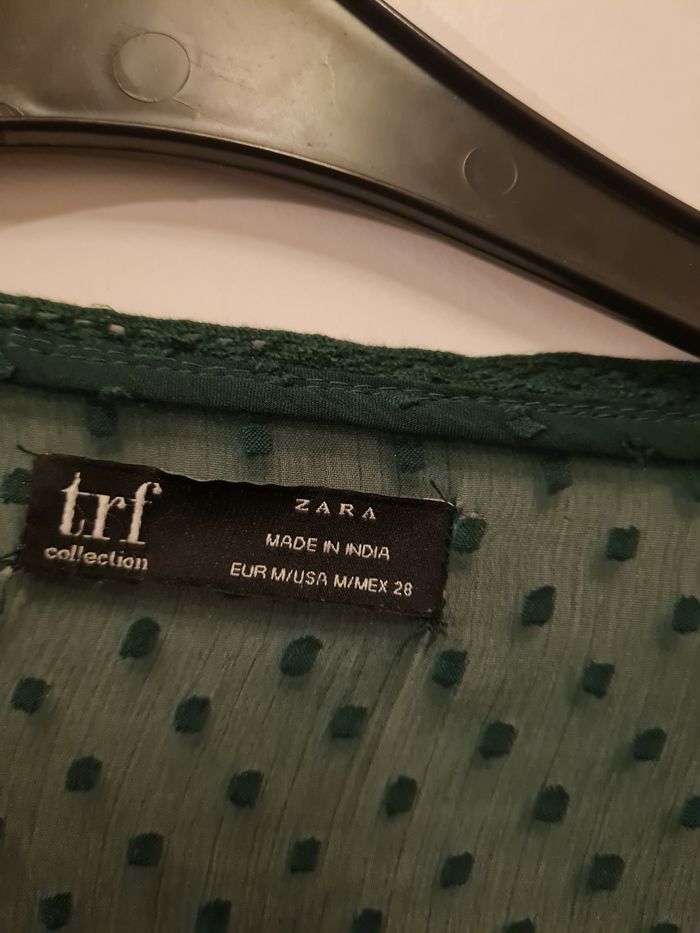 trf
collection
ZARA
MADE IN INDIA
EUR M/USA M/MEX 28